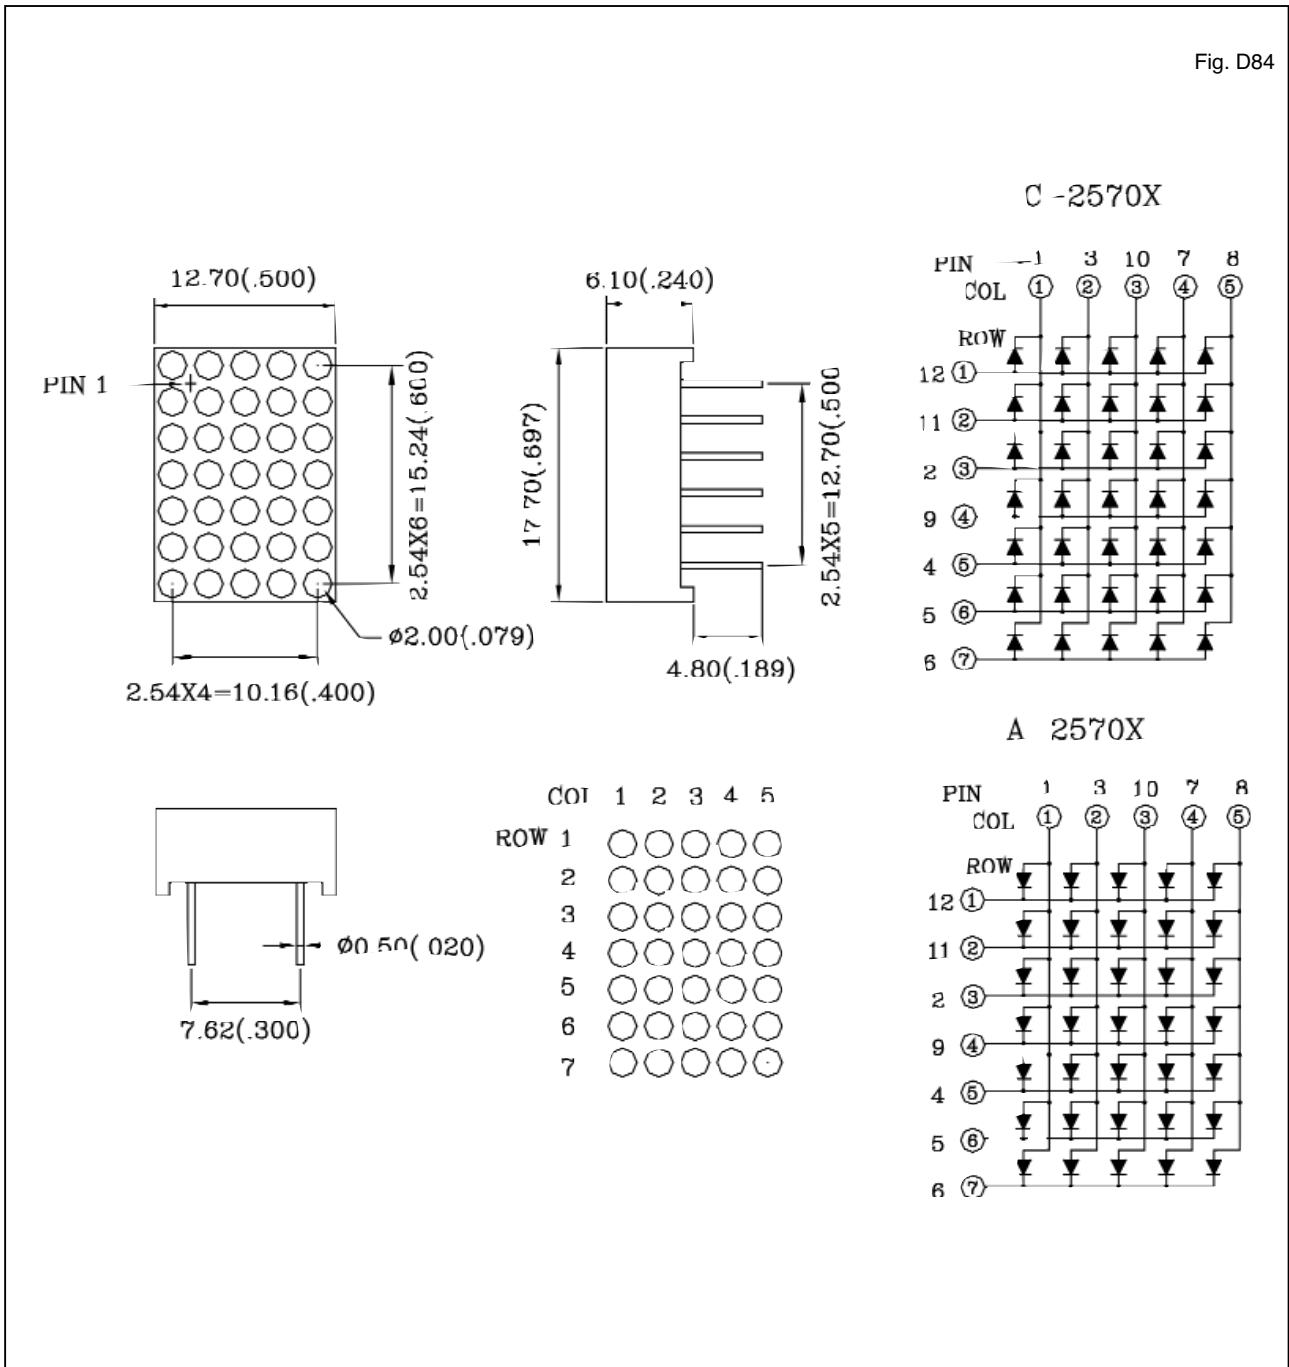 Fig. D84
C-2570X
PIN 1 3 10 7 8
COL 1 2 3 4 5
ROW
12 1
11 2
2 3
9 4
4 5
5 6
6 7
12.70(.500)
PIN 1
2.54X6=15.24(.600)
ø2.00(.079)
2.54X4=10.16(.400)
6.10(.240)
17.70(.697)
2.54X5=12.70(.500
4.80(.189)
A 2570X
PIN 1 3 10 7 8
COL 1 2 3 4 5
ROW
12 1
11 2
2 3
9 4
4 5
5 6
6 7
Ø0.50(.020)
7.62(.300)
COL 1 2 3 4 5
ROW 1
2
3
4
5
6
7